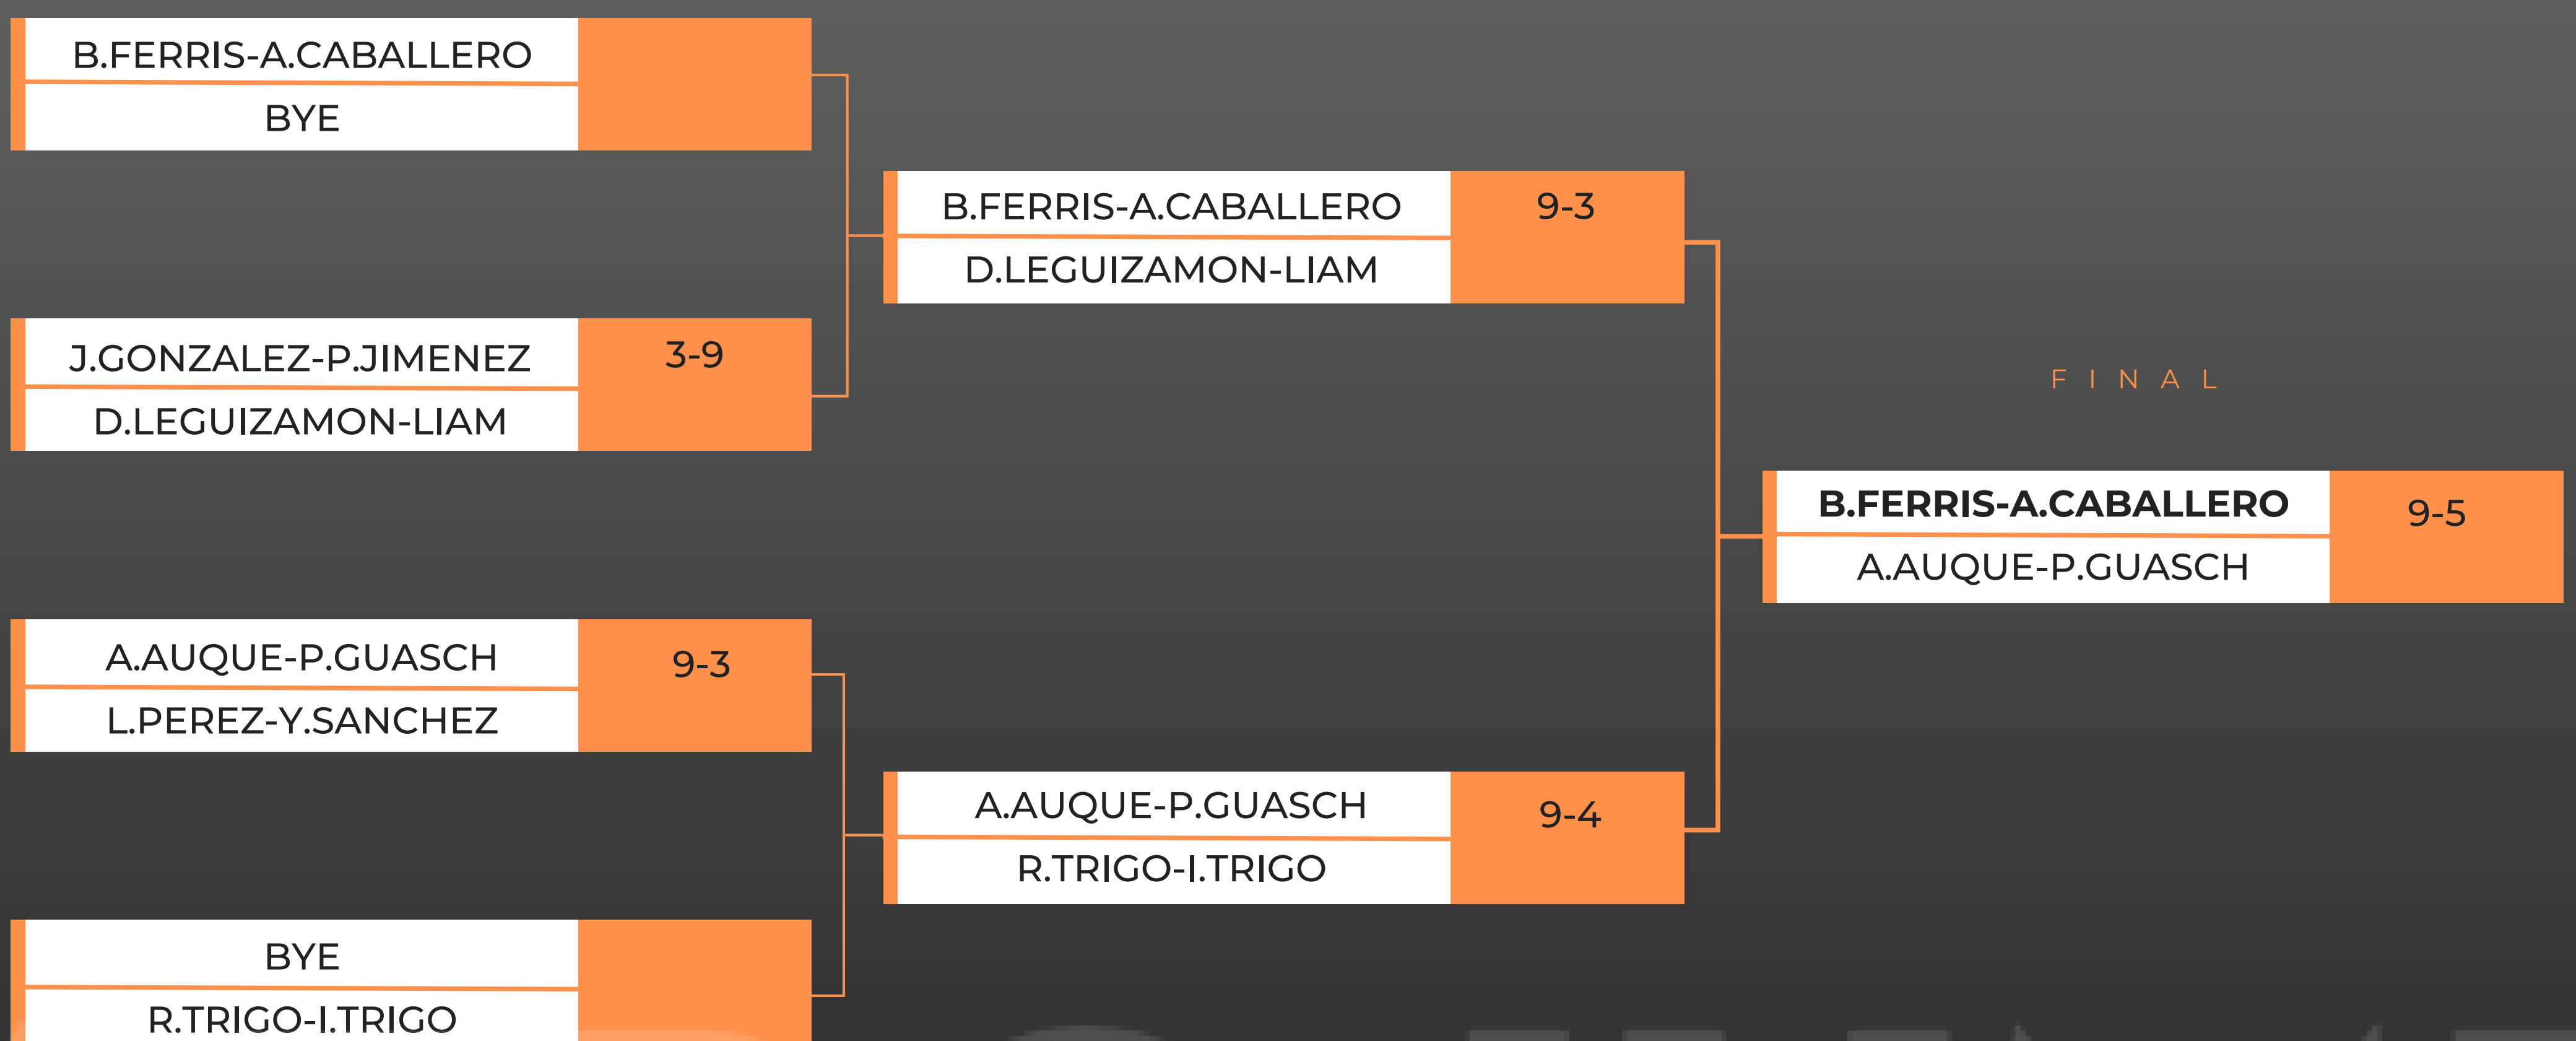 B.FERRIS-A.CABALLERO
BYE
J.GONZALEZ-P.JIMENEZ 3-9
D.LEGUIZAMON-LIAM
A.AUQUE-P.GUASCH 9-3
L.PEREZ-Y.SANCHEZ
BYE
R.TRIGO-I.TRIGO
B.FERRIS-A.CABALLERO 9-3
D.LEGUIZAMON-LIAM
A.AUQUE-P.GUASCH 9-4
R.TRIGO-I.TRIGO
FINAL
B.FERRIS-A.CABALLERO 9-5
A.AUQUE-P.GUASCH